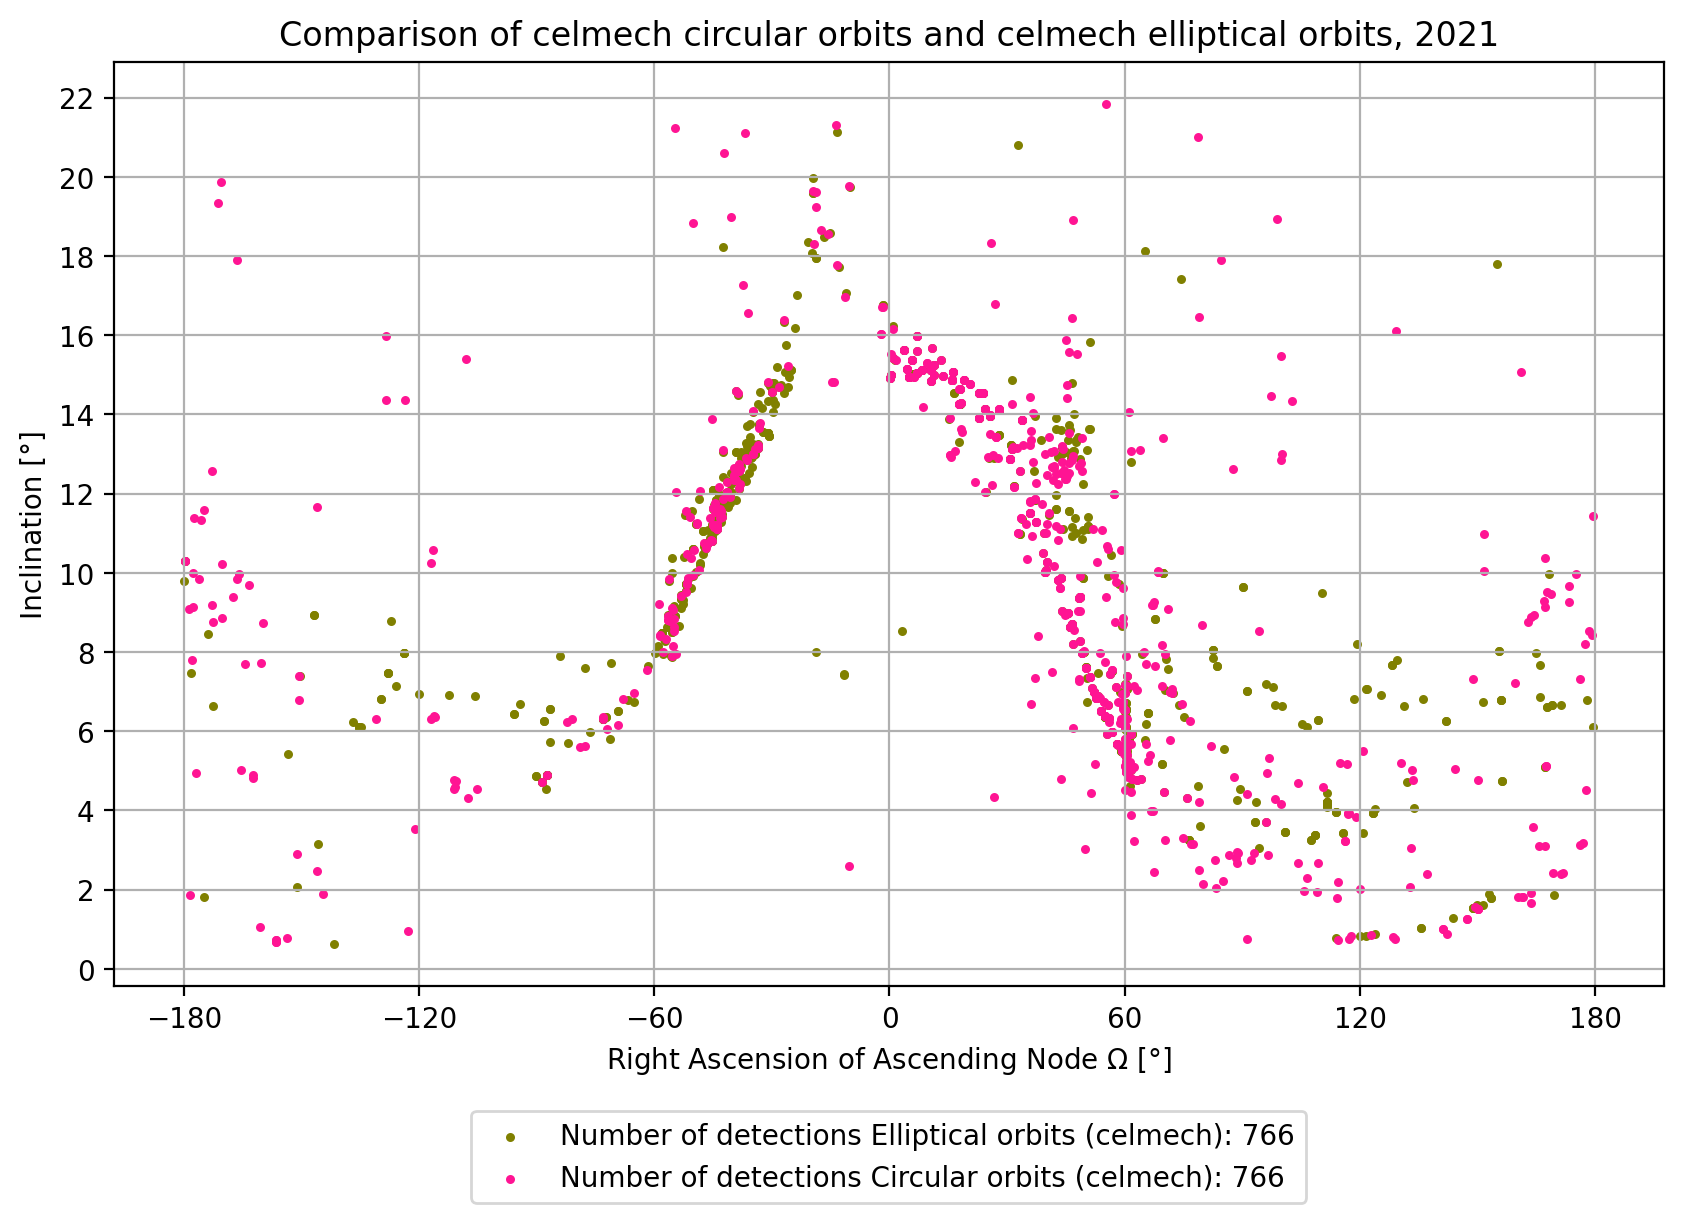 Comparison of celmech circular orbits and celmech elliptical orbits, 2021
Inclination [°]
22
20
18
16
14
12
10
8
6
4
2
0
−180 −120 −60 0 60 120 180
Right Ascension of Ascending Node Ω [°]
Number of detections Elliptical orbits (celmech): 766
Number of detections Circular orbits (celmech): 766